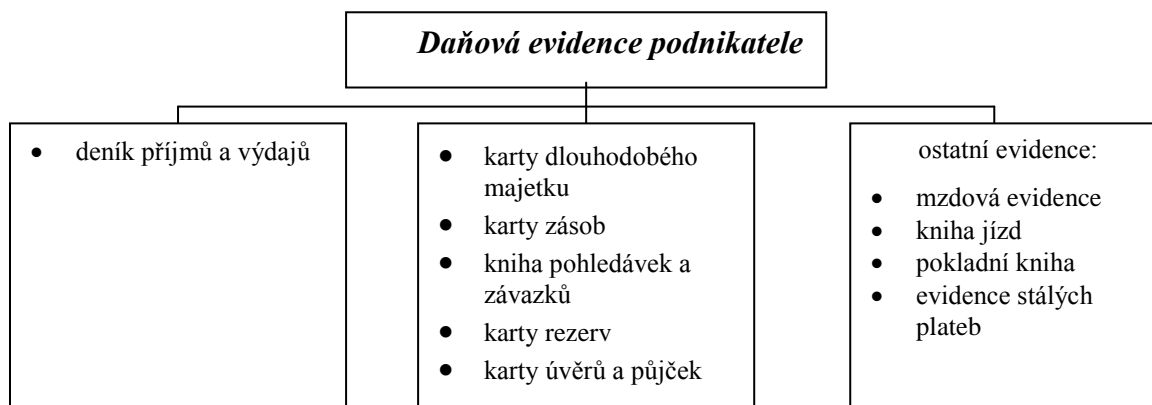 Daňová evidence podnikatele
• deník příjmů a výdajů
• karty dlouhodobého
majetku
• karty zásob
• kniha pohledávek a
závazků
• karty rezerv
• karty úvěrů a půjček
ostatní evidence:
• mzdová evidence
• kniha jízd
• pokladní kniha
• evidence stálých
plateb